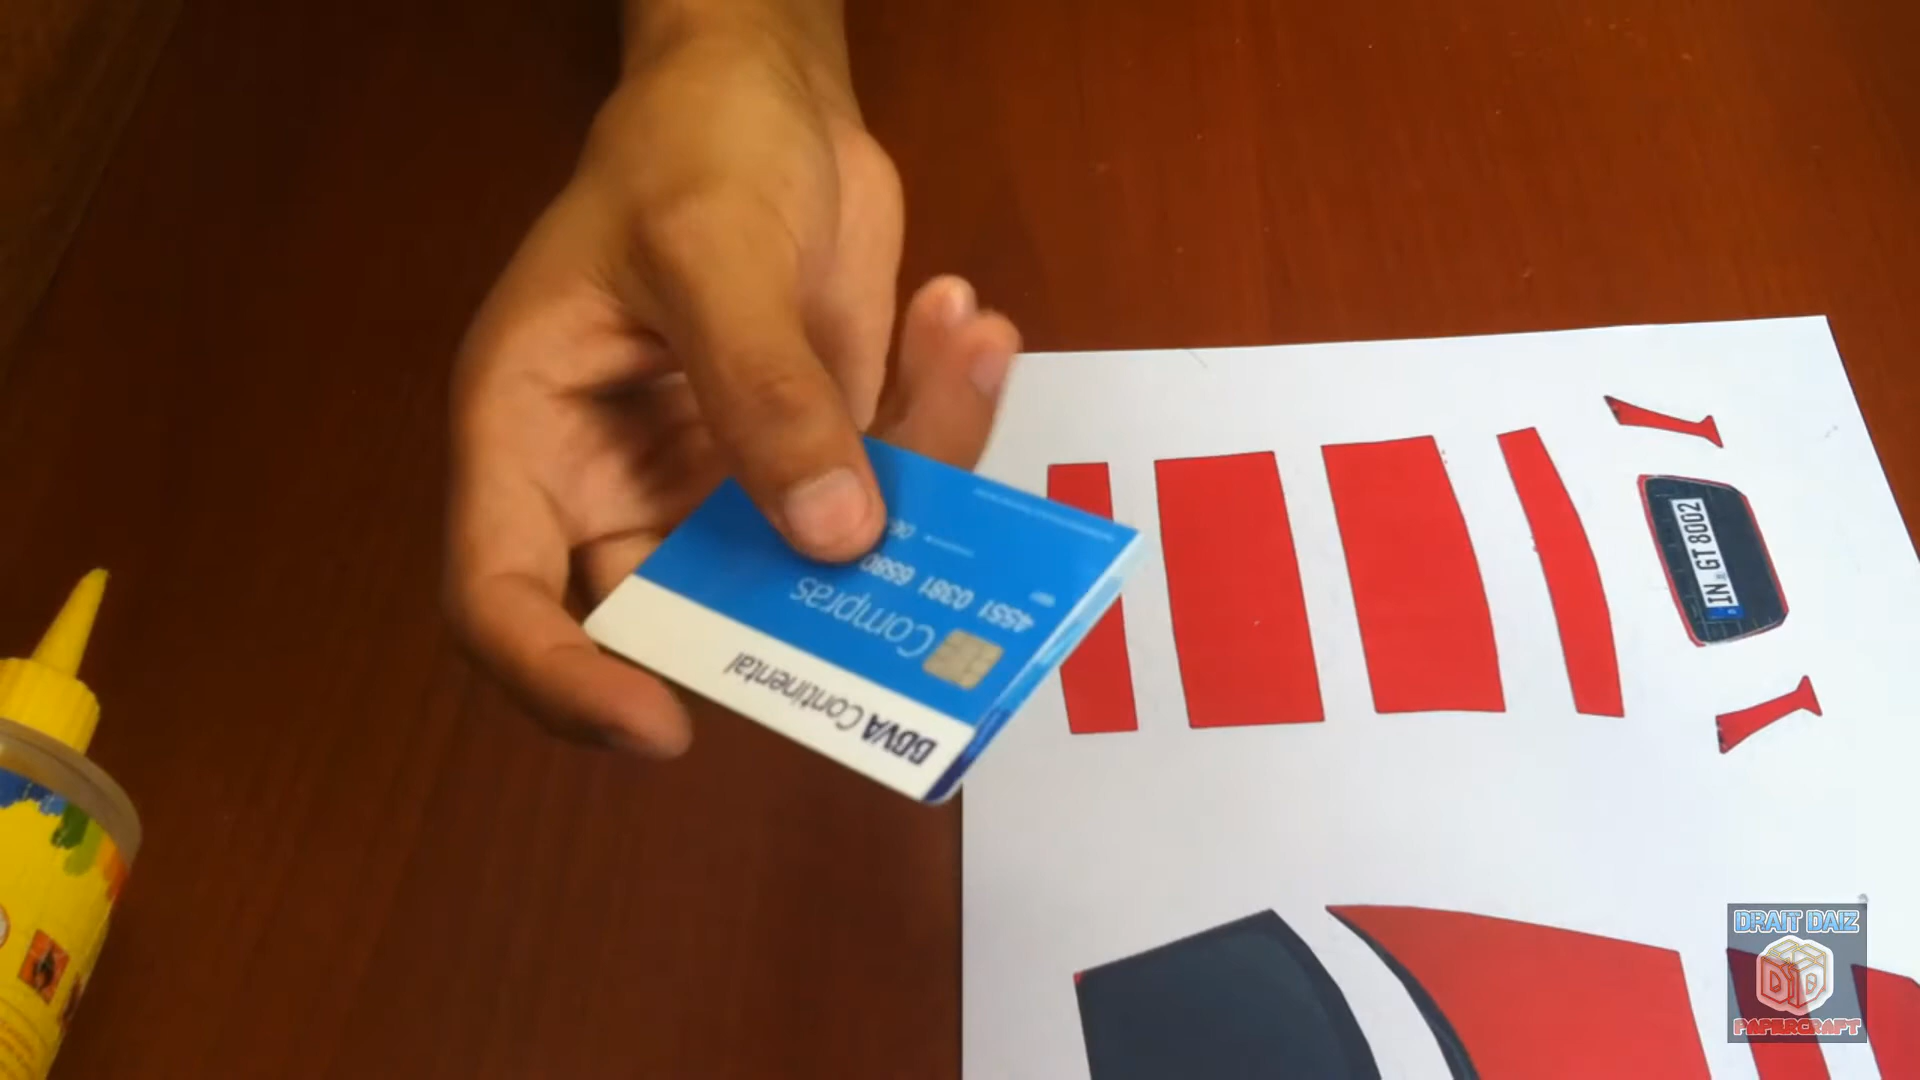 BBVA Continental
Compras
4551 0381 6580
IN GT 8002
DRAIT DAIZ
PAPERCRAFT